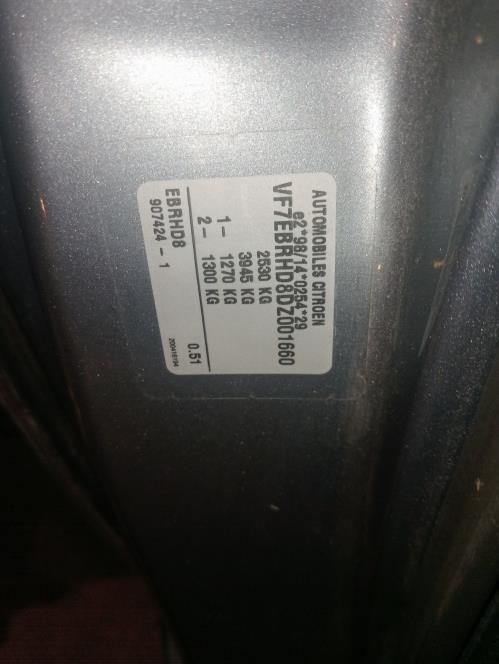 AUTOMOBILES CITROEN
e2*98/14*0254*29
VF7EBRHD8DZ001660
2530 KG
3945 KG
1- 1270 KG
2- 1300 KG
0.51
EBRHD8
907424 - 1